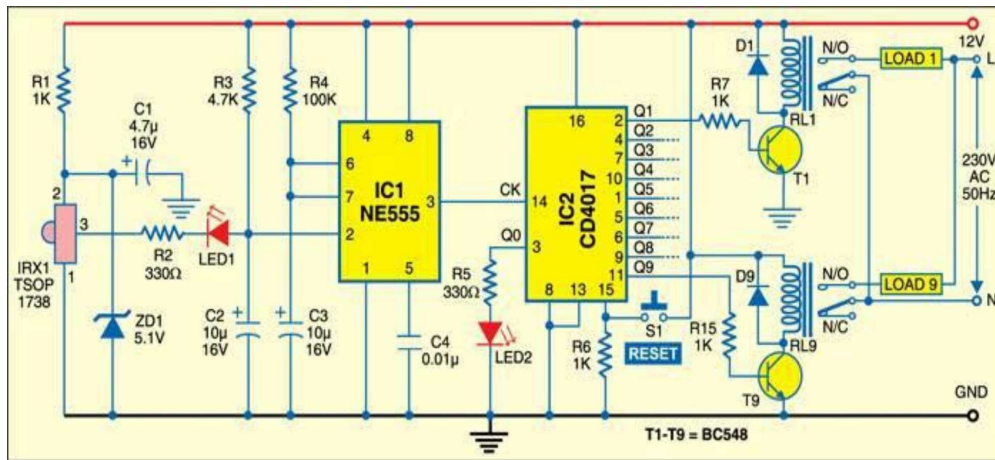 12V
R1
1K
C1
4.7µ
16V
+
2
3
1
IRX1
TSOP
1738
ZD1
5.1V
R2
330Ω
LED1
R3
4.7K
R4
100K
C2
10µ
16V
+
C3
10µ
16V
+
4
8
6
7
2
3
1
5
IC1
NE555
C4
0.01µ
CK
14
16
IC2
CD4017
Q0
3
R5
330Ω
LED2
8
13
15
R6
1K
S1
RESET
Q1
2
Q2
4
Q3
7
Q4
10
Q5
1
Q6
5
Q7
6
Q8
9
Q9
11
R7
1K
D1
RL1
T1
N/O
N/C
LOAD 1
L
230V
AC
50Hz
N
R15
1K
D9
RL9
T9
N/O
N/C
LOAD 9
GND
T1-T9 = BC548